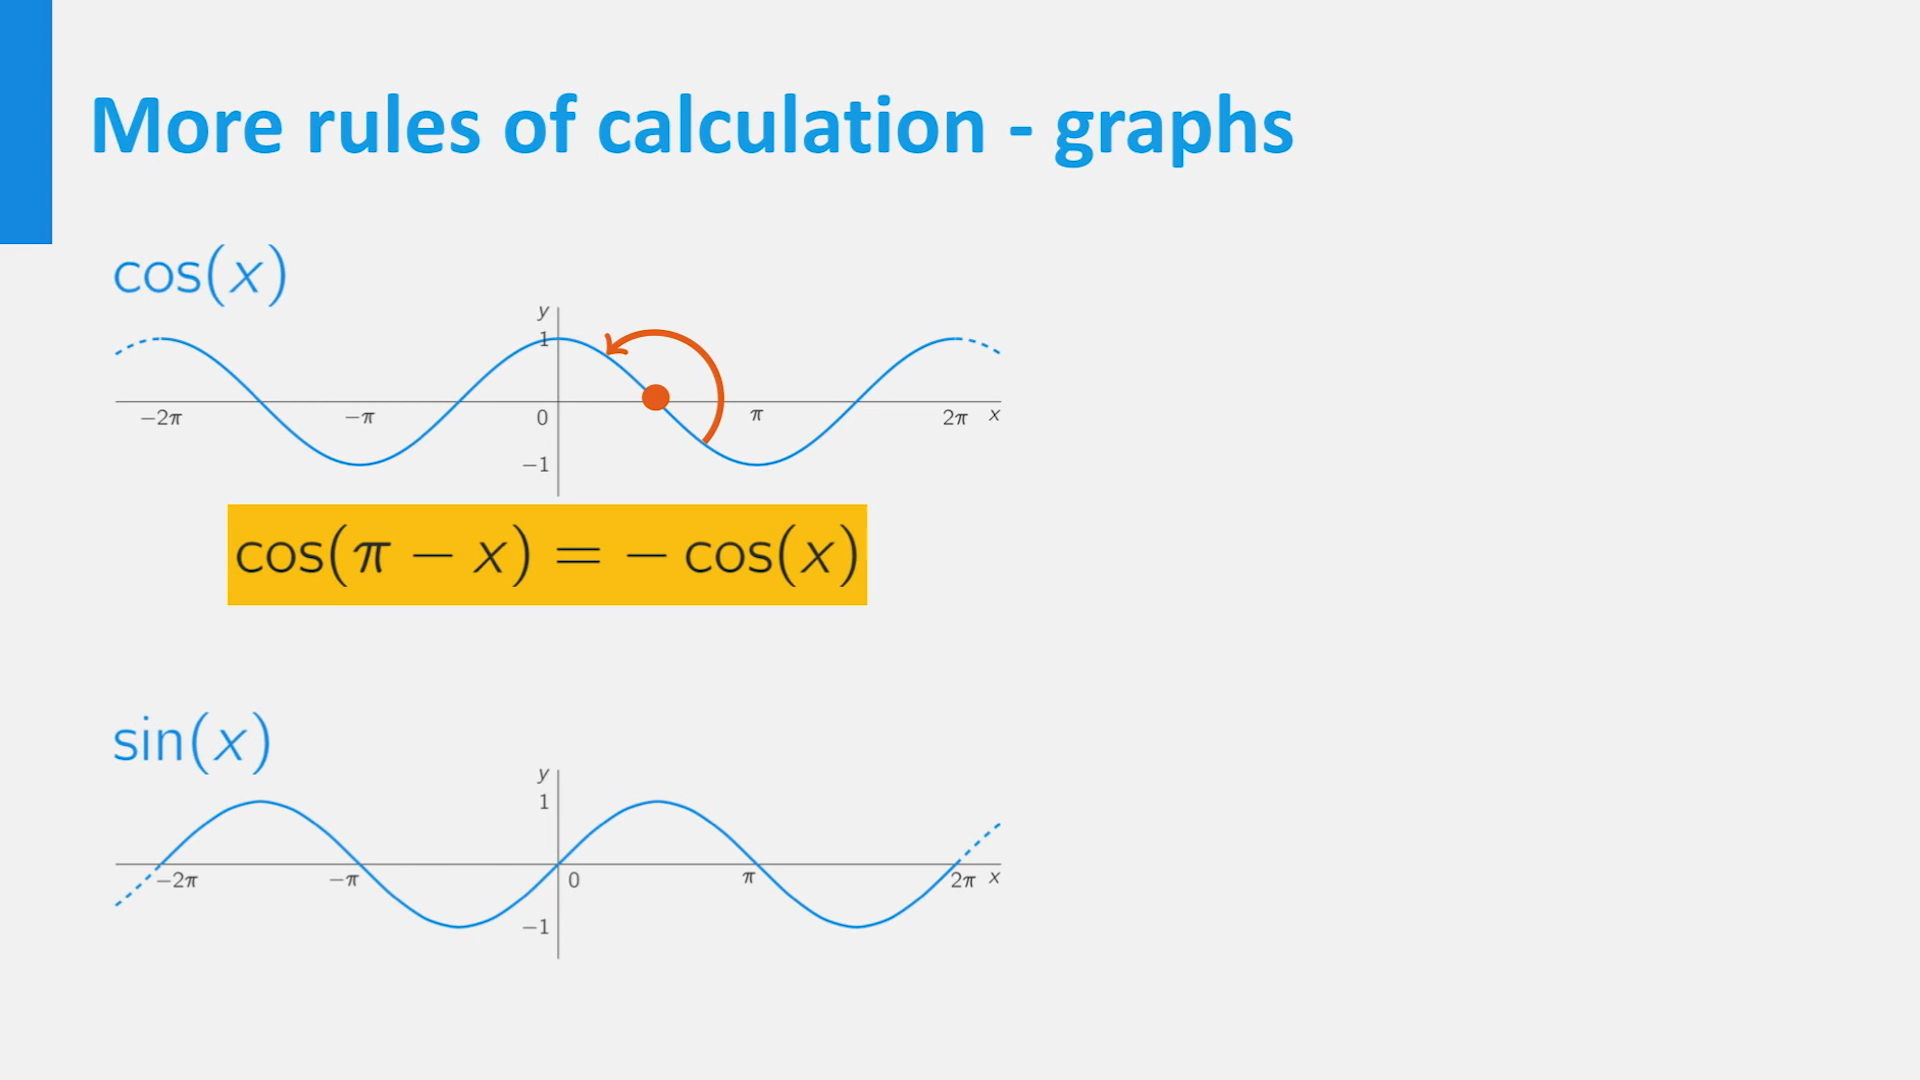 More rules of calculation - graphs
cos(x)
y
1
−2π −π 0 π 2π x
−1
cos(π − x) = − cos(x)
sin(x)
y
1
−2π −π 0 π 2π x
−1